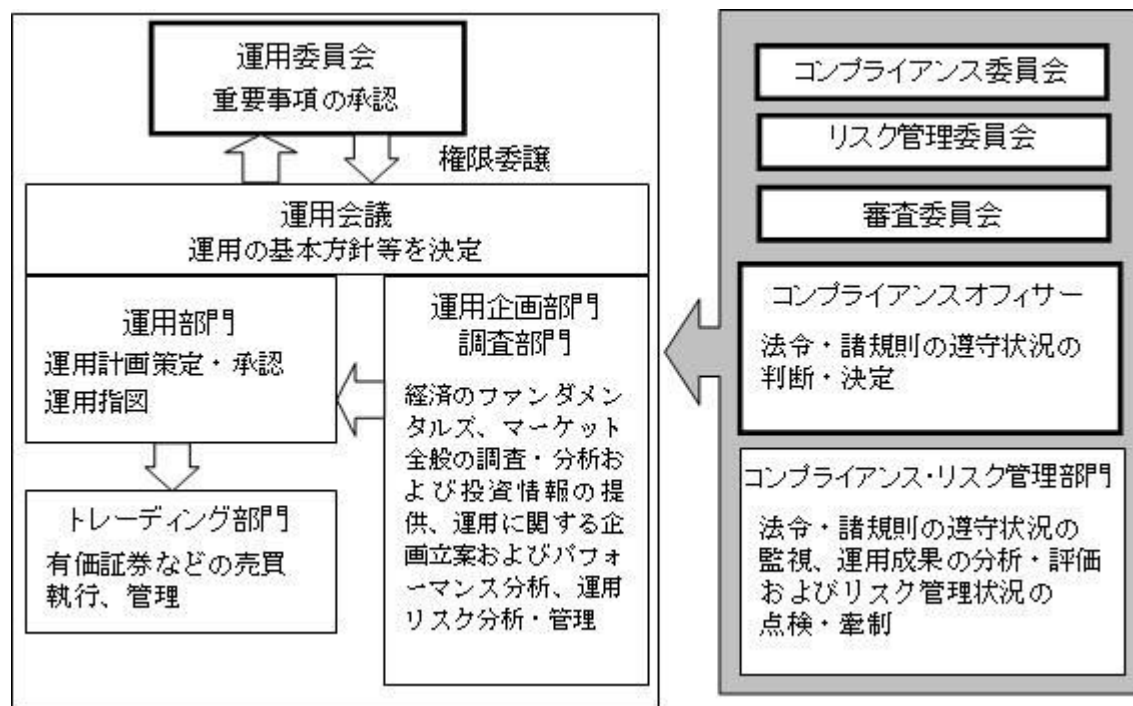 運用委員会
重要事項の承認
権限委譲
運用会議
運用の基本方針等を決定
運用部門
運用計画策定・承認
運用指図
運用企画部門
調査部門
経済のファンダメン
タルズ、マーケット
全般の調査・分析お
よび投資情報の提
供、運用に関する企
画立案およびパフォ
ーマンス分析、運用
リスク分析・管理
トレーディング部門
有価証券などの売買
執行、管理
コンプライアンス委員会
リスク管理委員会
審査委員会
コンプライアンスオフィサー
法令・諸規則の遵守状況の
判断・決定
コンプライアンス・リスク管理部門
法令・諸規則の遵守状況の
監視、運用成果の分析・評価
およびリスク管理状況の
点検・牽制